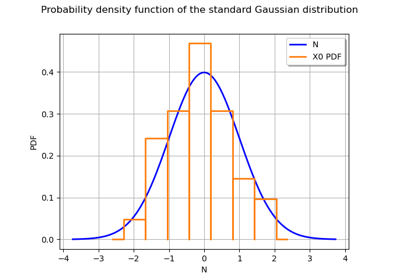 Probability density function of the standard Gaussian distribution
N
X0 PDF
0.4
0.3
0.2
0.1
0.0
PDF
−4 −3 −2 −1 0 1 2 3 4
N